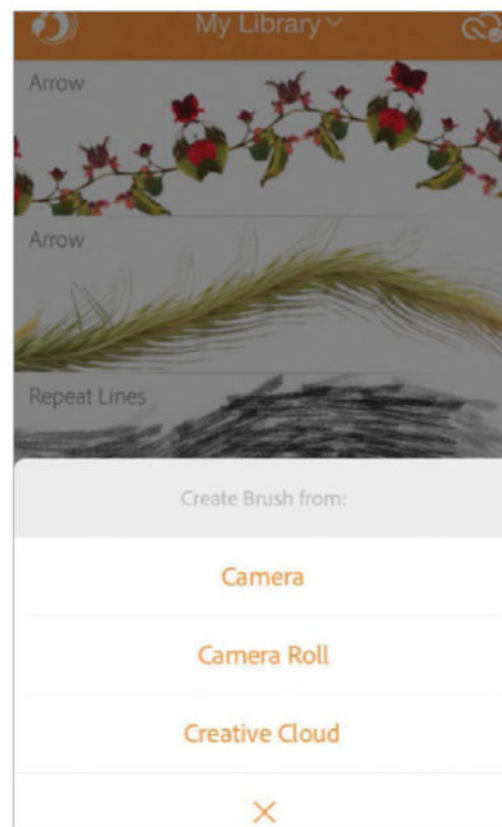 My Library
Arrow
Arrow
Repeat Lines
Create Brush from:
Camera
Camera Roll
Creative Cloud